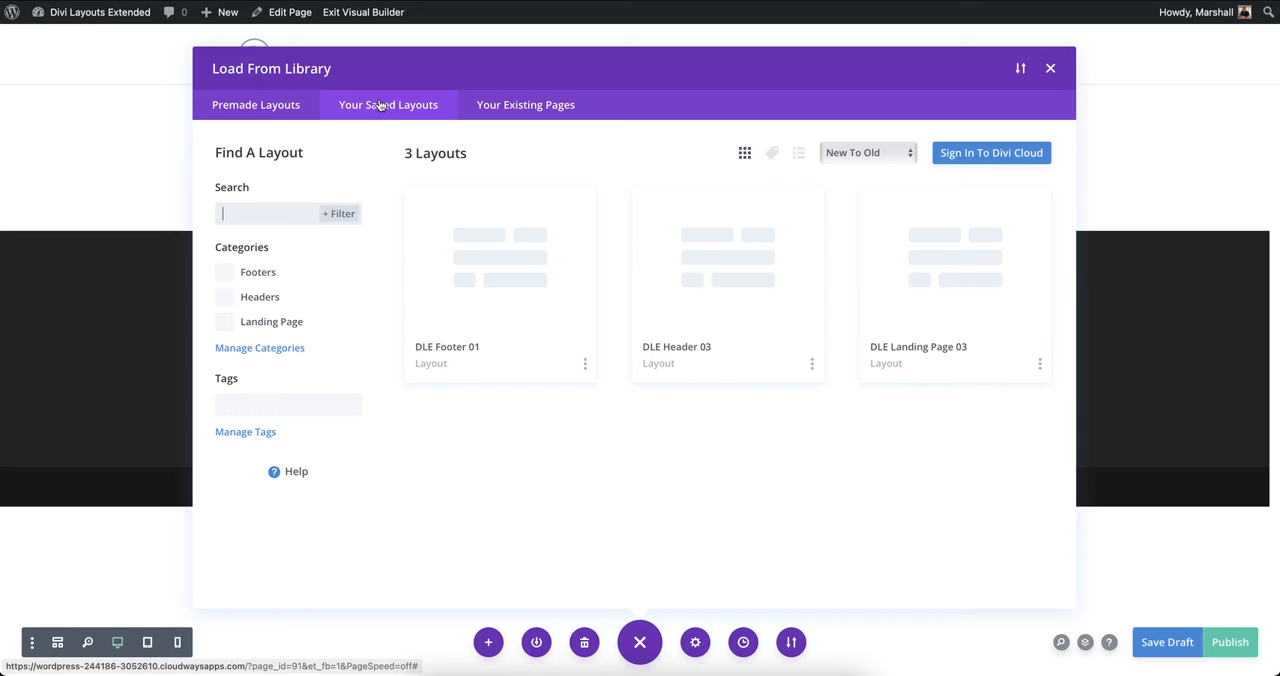 Divi Layouts Extended 0 New Edit Page Exit Visual Builder Howdy, Marshall
Load From Library
Premade Layouts Your Saved Layouts Your Existing Pages
Find A Layout
3 Layouts
New To Old
Sign In To Divi Cloud
Search
+ Filter
Categories
Footers
Headers
Landing Page
Manage Categories
Tags
Manage Tags
? Help
DLE Footer 01
Layout
DLE Header 03
Layout
DLE Landing Page 03
Layout
? Save Draft Publish
https://wordpress-244186-3052610.cloudwaysapps.com/?page_id=91&et_fb=1&PageSpeed=off#